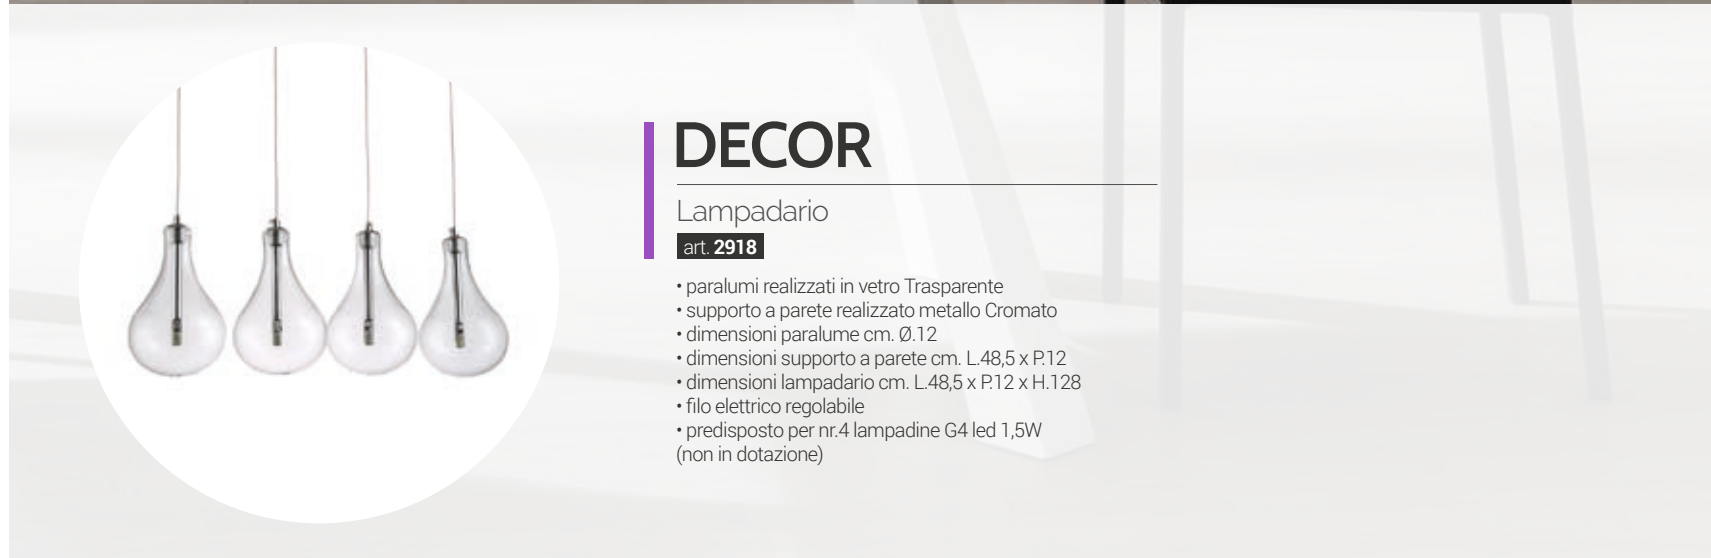 DECOR
Lampadario
art. 2918
• paralumi realizzati in vetro Trasparente
• supporto a parete realizzato metallo Cromato
• dimensioni paralume cm. Ø.12
• dimensioni supporto a parete cm. L.48,5 x P.12
• dimensioni lampadario cm. L.48,5 x P.12 x H.128
• filo elettrico regolabile
• predisposto per nr.4 lampadine G4 led 1,5W
(non in dotazione)